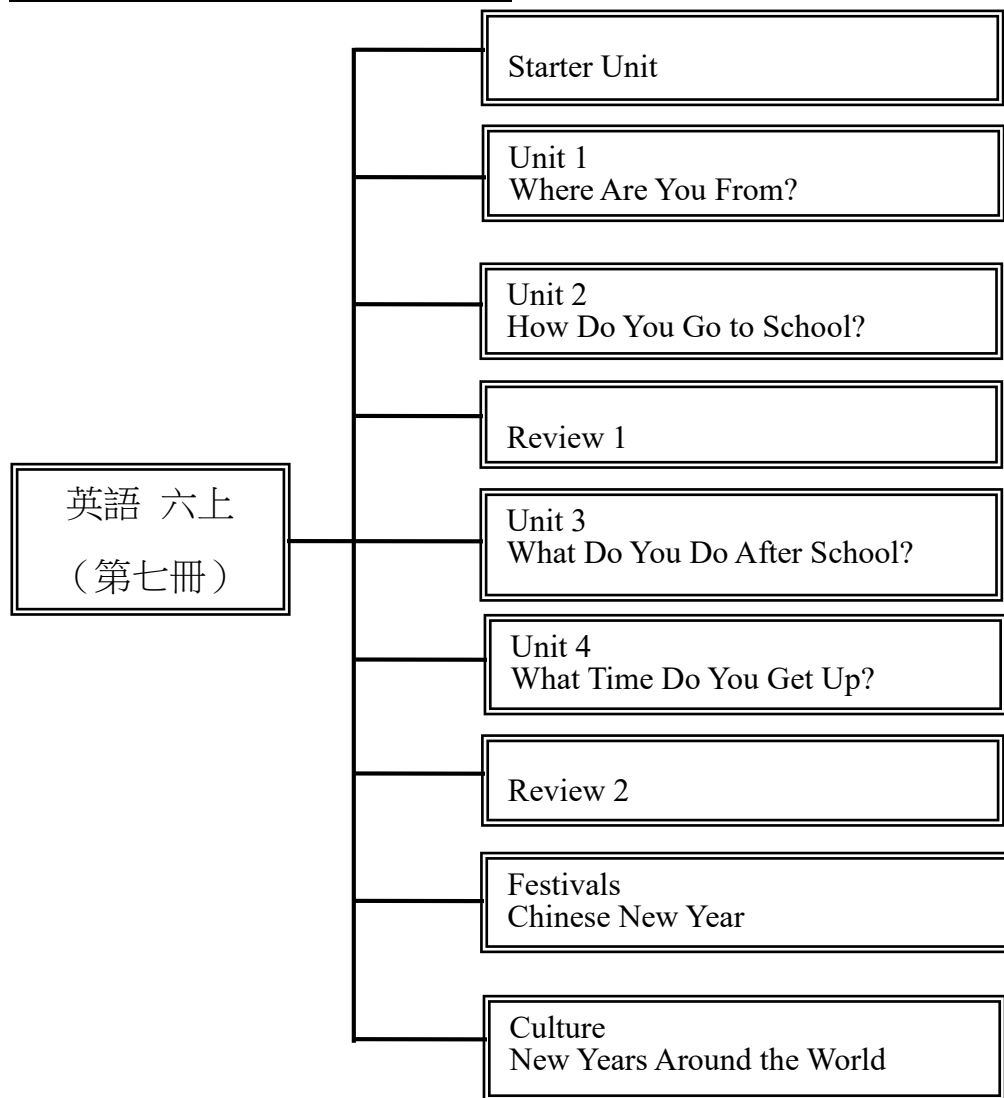 Starter Unit
Unit 1
Where Are You From?
Unit 2
How Do You Go to School?
Review 1
英語 六上
（第七冊）
Unit 3
What Do You Do After School?
Unit 4
What Time Do You Get Up?
Review 2
Festivals
Chinese New Year
Culture
New Years Around the World